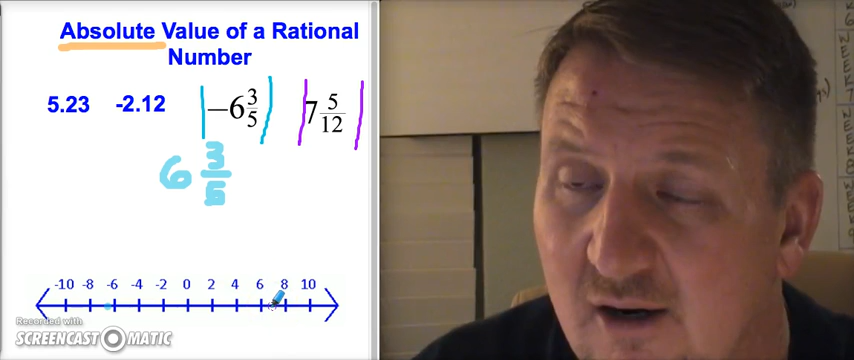 Absolute Value of a Rational
Number
5.23 -2.12 |-6 3/5| |7 5/12|
6 3/5
-10 -8 -6 -4 -2 0 2 4 6 8 10
Recorded with
SCREENCAST O MATIC